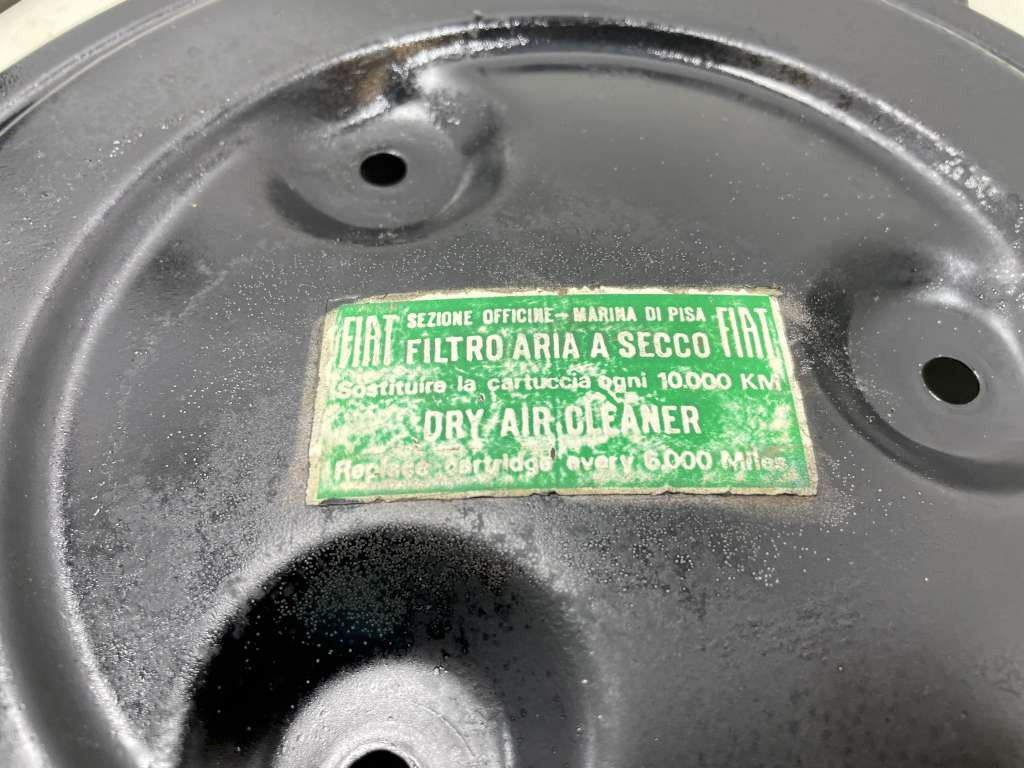 SEZIONE OFFICINE - MARINA DI PISA
FIAT FILTRO ARIA A SECCO FIAT
Sostituire la cartuccia ogni 10.000 KM
DRY AIR CLEANER
Replace cartridge every 6.000 Miles